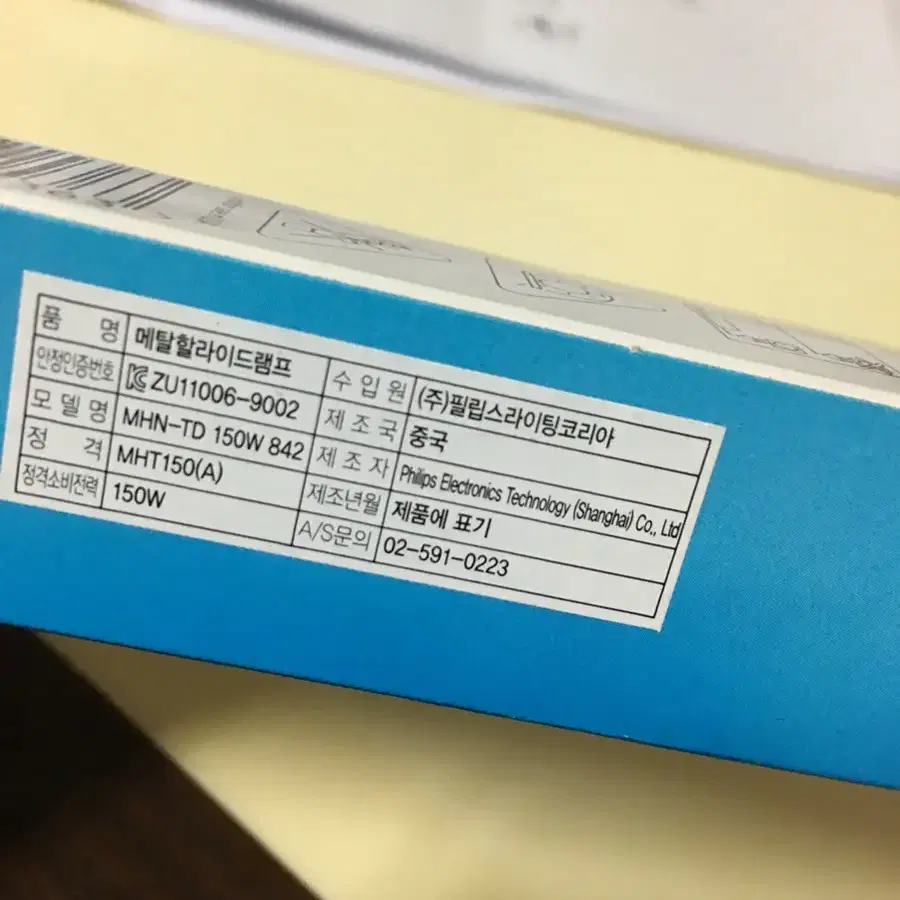 품 명 메탈할라이드램프
안정인증번호 ZU11006-9002
모 델 명 MHN-TD 150W 842
정 격 MHT150(A)
정격소비전력 150W
수 입 원 (주)필립스라이팅코리아
제 조 국 중국
제 조 자 Philips Electronics Technology (Shanghai) Co., Ltd
제조년월 제품에 표기
A/S문의 02-591-0223